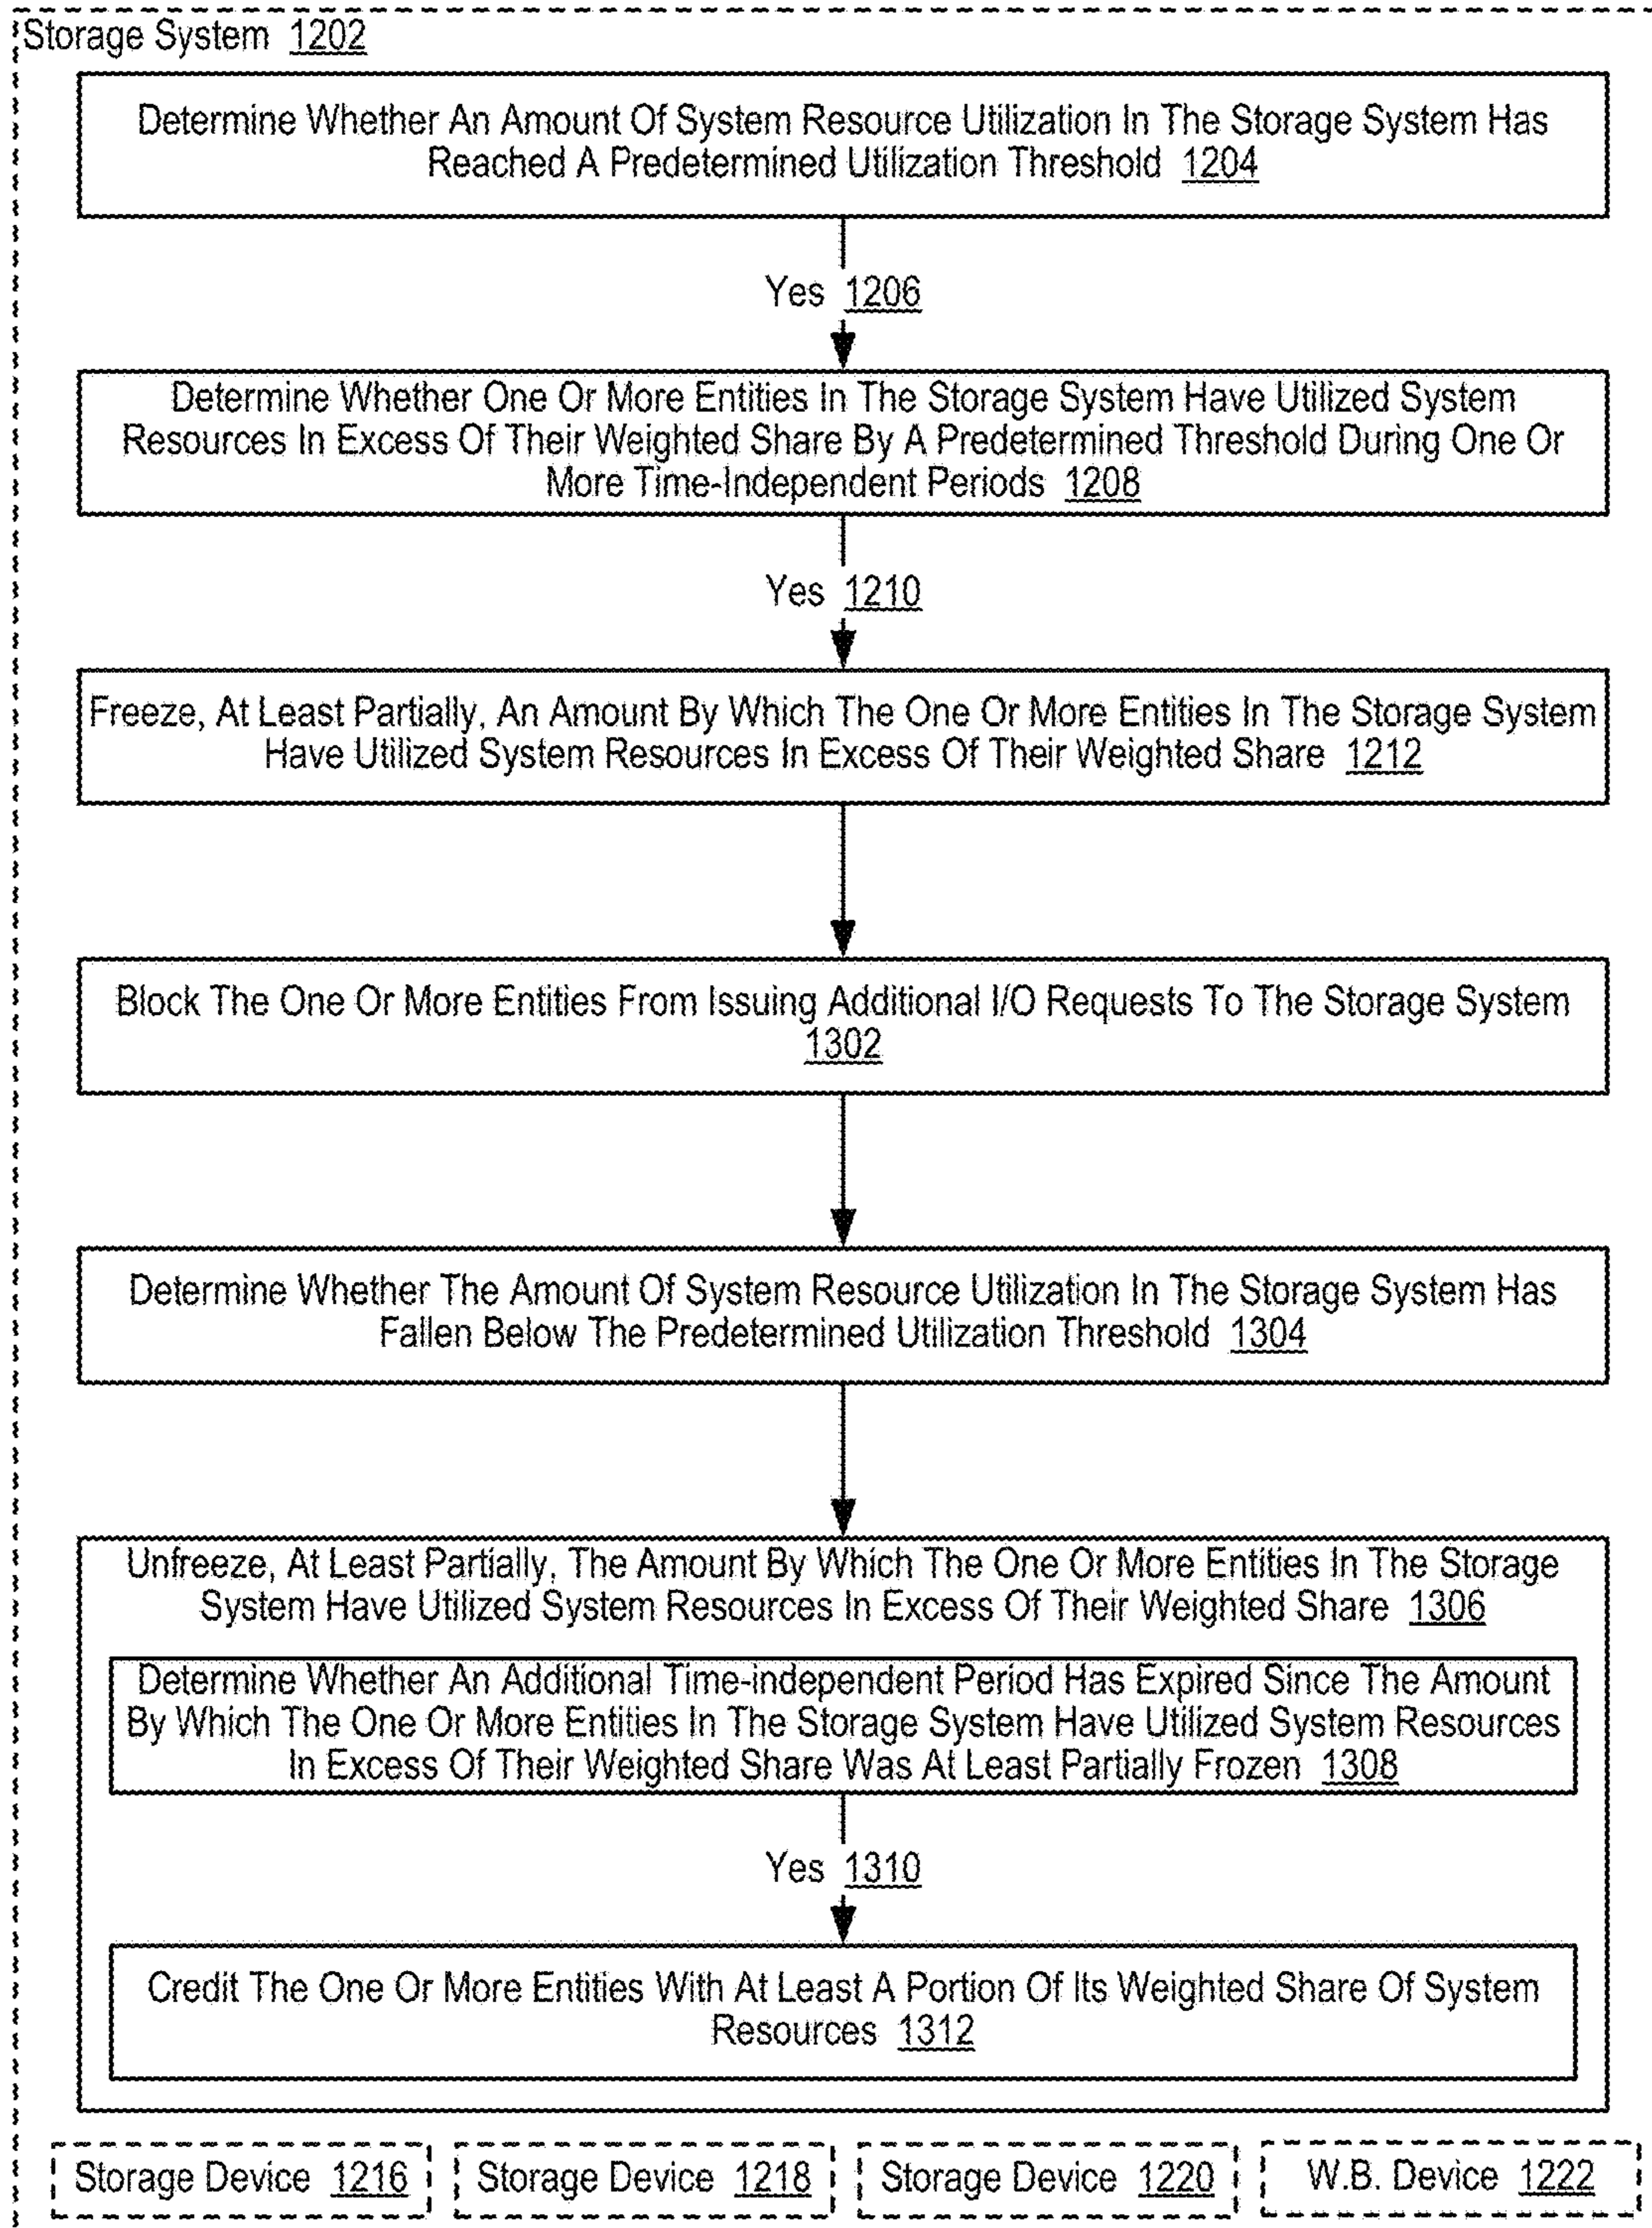 Storage System 1202
Determine Whether An Amount Of System Resource Utilization In The Storage System Has
Reached A Predetermined Utilization Threshold 1204
Yes 1206
Determine Whether One Or More Entities In The Storage System Have Utilized System
Resources In Excess Of Their Weighted Share By A Predetermined Threshold During One Or
More Time-Independent Periods 1208
Yes 1210
Freeze, At Least Partially, An Amount By Which The One Or More Entities In The Storage System
Have Utilized System Resources In Excess Of Their Weighted Share 1212
Block The One Or More Entities From Issuing Additional I/O Requests To The Storage System
1302
Determine Whether The Amount Of System Resource Utilization In The Storage System Has
Fallen Below The Predetermined Utilization Threshold 1304
Unfreeze, At Least Partially, The Amount By Which The One Or More Entities In The Storage
System Have Utilized System Resources In Excess Of Their Weighted Share 1306
Determine Whether An Additional Time-independent Period Has Expired Since The Amount
By Which The One Or More Entities In The Storage System Have Utilized System Resources
In Excess Of Their Weighted Share Was At Least Partially Frozen 1308
Yes 1310
Credit The One Or More Entities With At Least A Portion Of Its Weighted Share Of System
Resources 1312
Storage Device 1216
Storage Device 1218
Storage Device 1220
W.B. Device 1222